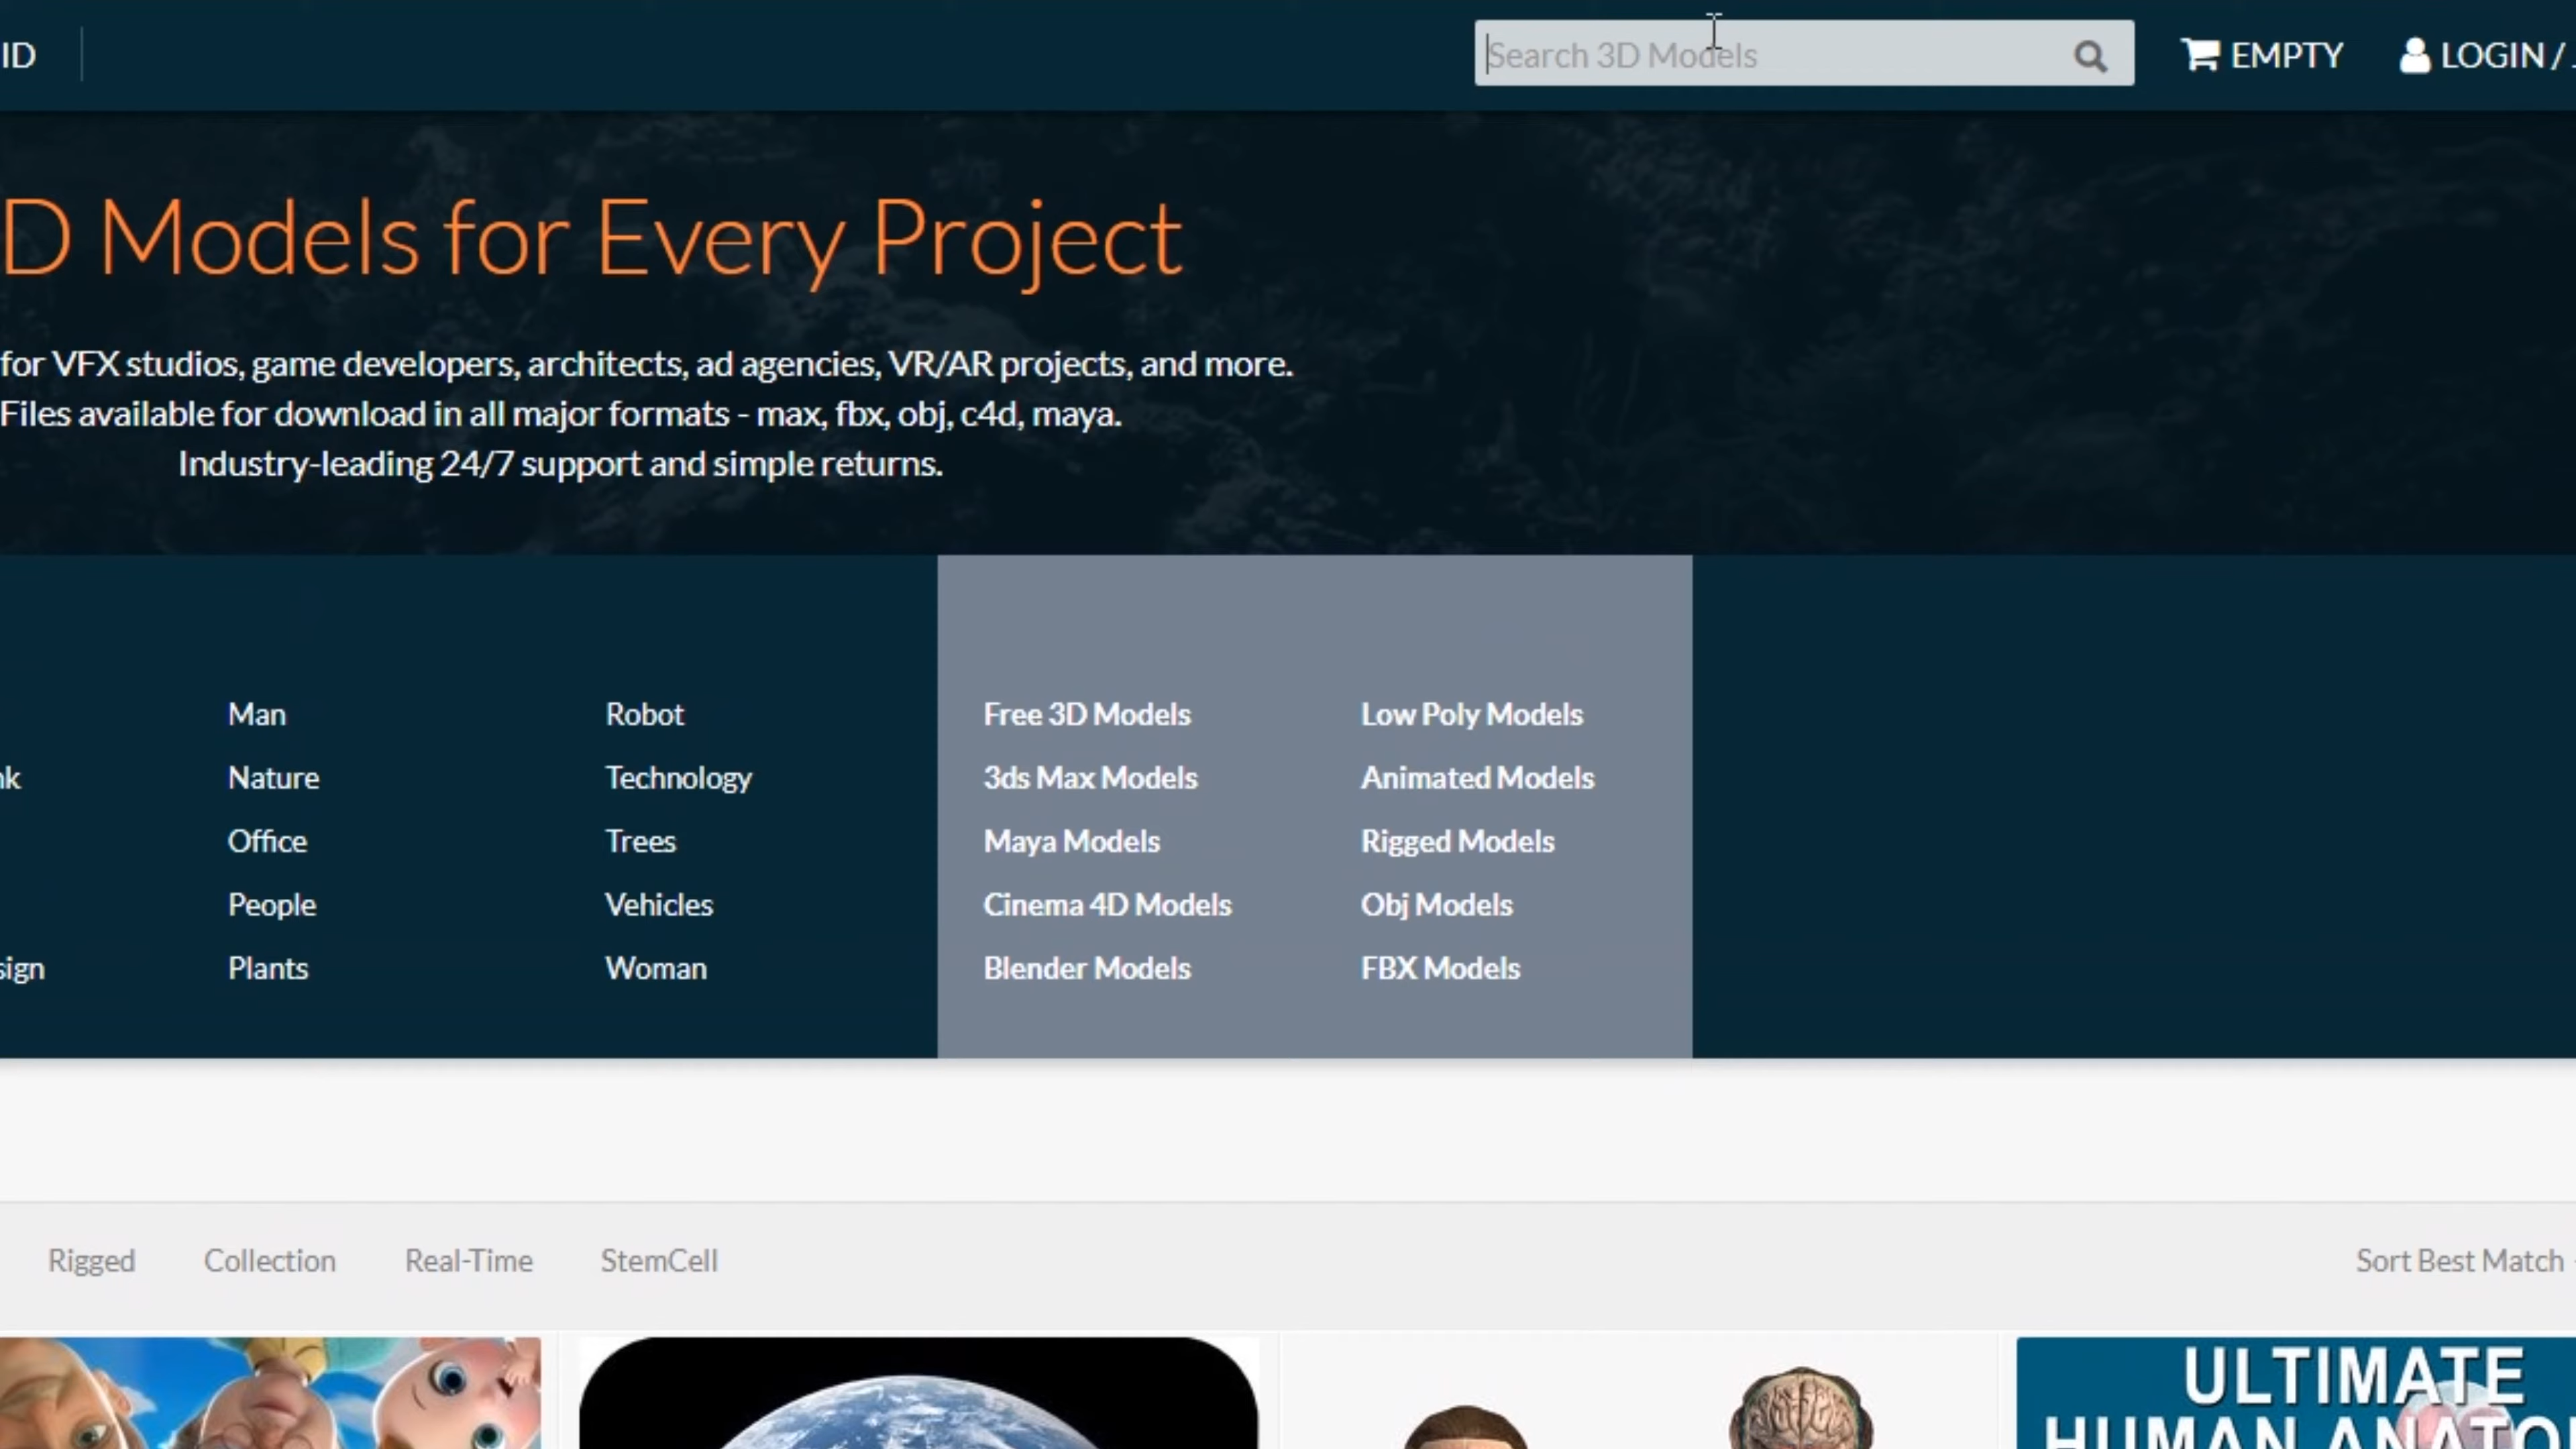 ID
Search 3D Models
EMPTY
LOGIN /
D Models for Every Project
for VFX studios, game developers, architects, ad agencies, VR/AR projects, and more.
Files available for download in all major formats - max, fbx, obj, c4d, maya.
Industry-leading 24/7 support and simple returns.
Man
Robot
Free 3D Models
Low Poly Models
nk
Nature
Technology
3ds Max Models
Animated Models
Office
Trees
Maya Models
Rigged Models
People
Vehicles
Cinema 4D Models
Obj Models
sign
Plants
Woman
Blender Models
FBX Models
Rigged
Collection
Real-Time
StemCell
Sort Best Match
ULTIMATE
HUMAN ANATO